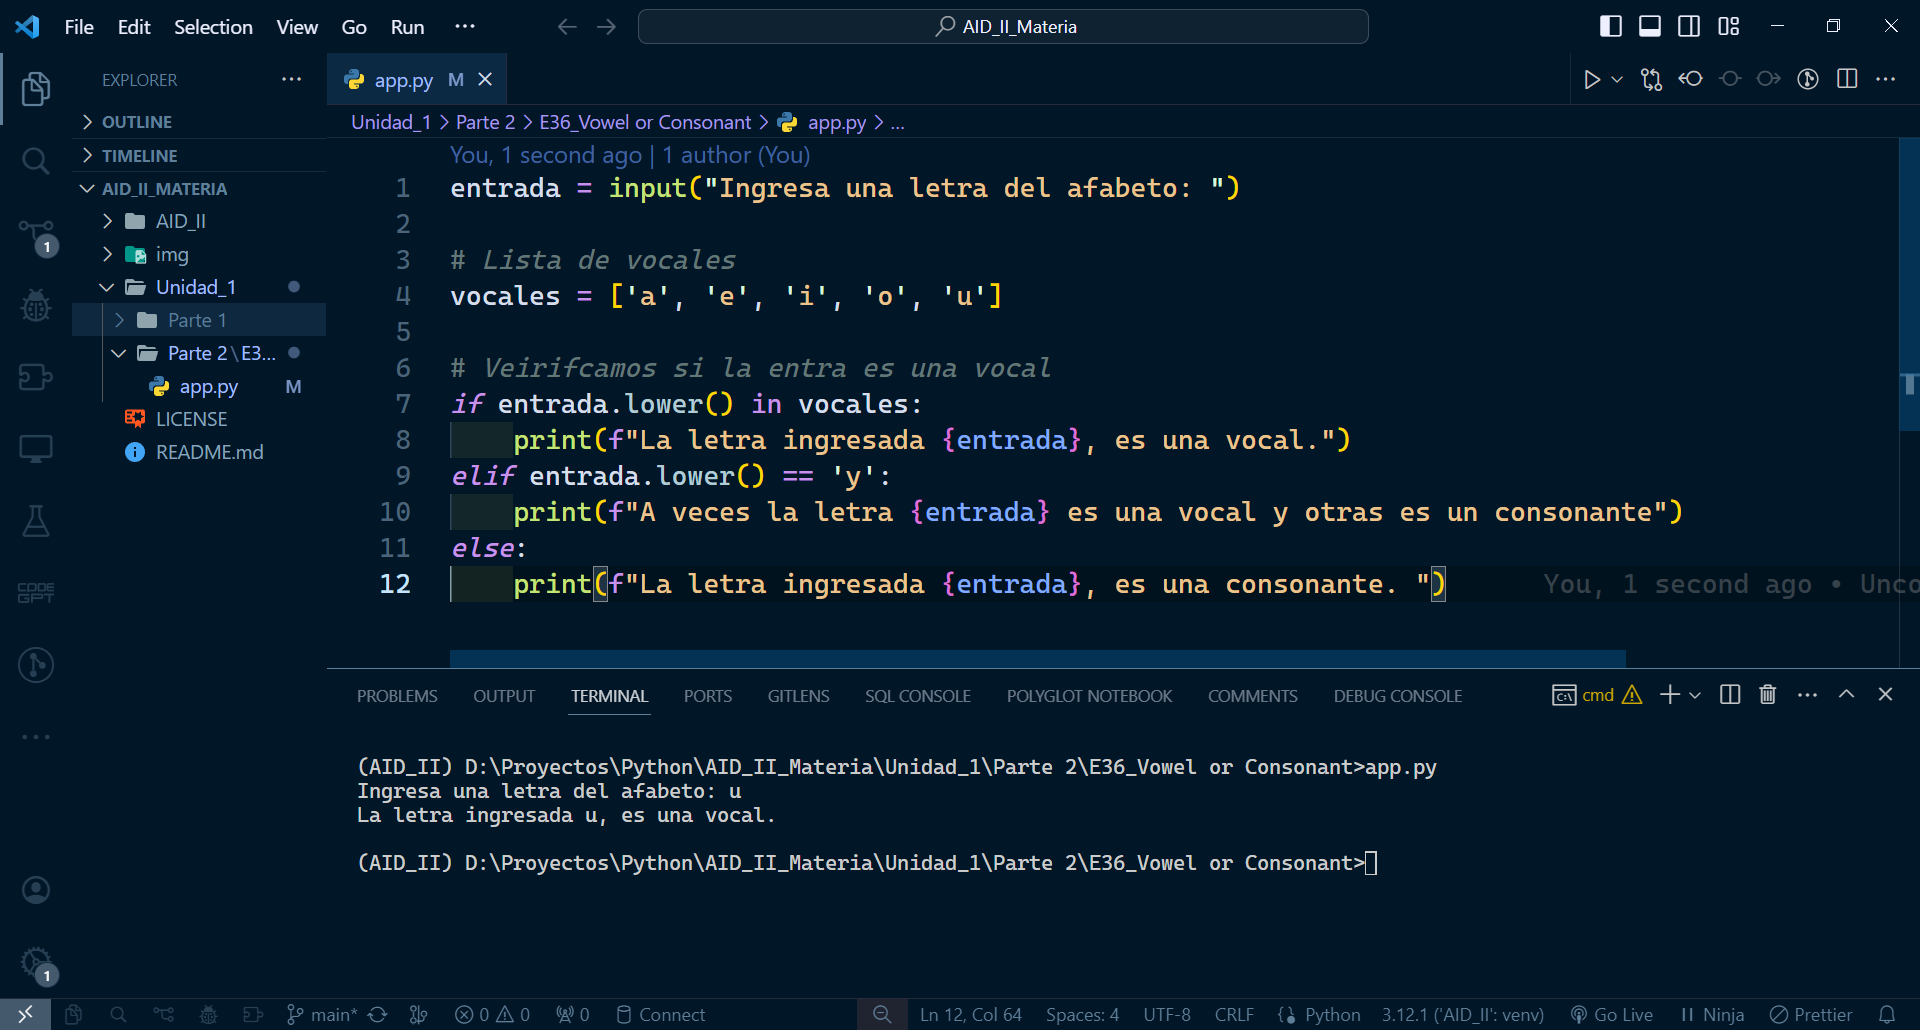 File Edit Selection View Go Run ··· AID_II_Materia
EXPLORER ···
OUTLINE
TIMELINE
AID_II_MATERIA
AID_II
img
Unidad_1
Parte 1
Parte 2\E3...
app.py M
LICENSE
README.md
1
CODE
GPT
1
app.py M
Unidad_1 > Parte 2 > E36_Vowel or Consonant > app.py > ...
You, 1 second ago | 1 author (You)
1 entrada = input("Ingresa una letra del afabeto: ")
2
3 # Lista de vocales
4 vocales = ['a', 'e', 'i', 'o', 'u']
5
6 # Veirifcamos si la entra es una vocal
7 if entrada.lower() in vocales:
8     print(f"La letra ingresada {entrada}, es una vocal.")
9 elif entrada.lower() == 'y':
10     print(f"A veces la letra {entrada} es una vocal y otras es un consonante")
11 else:
12     print(f"La letra ingresada {entrada}, es una consonante. ") You, 1 second ago • Unco
PROBLEMS OUTPUT TERMINAL PORTS GITLENS SQL CONSOLE POLYGLOT NOTEBOOK COMMENTS DEBUG CONSOLE cmd
(AID_II) D:\Proyectos\Python\AID_II_Materia\Unidad_1\Parte 2\E36_Vowel or Consonant>app.py
Ingresa una letra del afabeto: u
La letra ingresada u, es una vocal.
(AID_II) D:\Proyectos\Python\AID_II_Materia\Unidad_1\Parte 2\E36_Vowel or Consonant>
main* 0 0 0 Connect Ln 12, Col 64 Spaces: 4 UTF-8 CRLF Python 3.12.1 ('AID_II': venv) Go Live Ninja Prettier